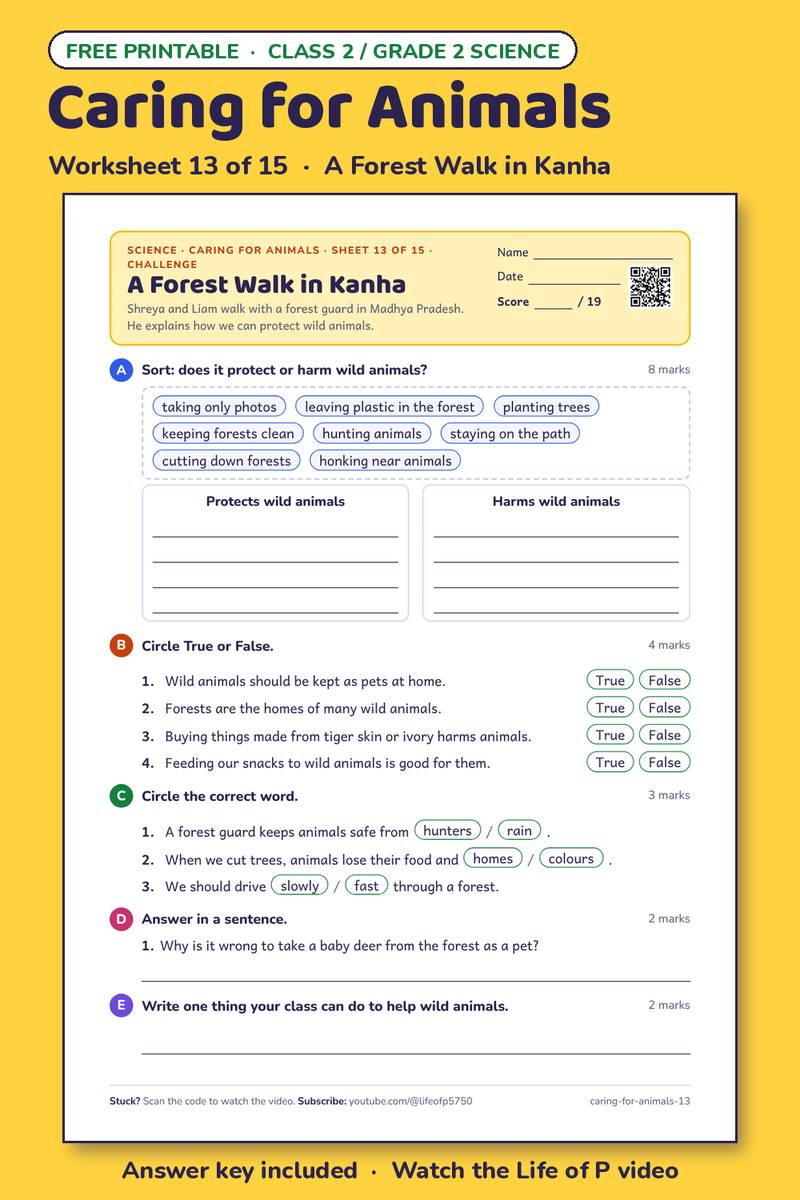 FREE PRINTABLE · CLASS 2 / GRADE 2 SCIENCE
Caring for Animals
Worksheet 13 of 15 · A Forest Walk in Kanha
SCIENCE · CARING FOR ANIMALS · SHEET 13 OF 15 ·
CHALLENGE
A Forest Walk in Kanha
Shreya and Liam walk with a forest guard in Madhya Pradesh.
He explains how we can protect wild animals.
Name
Date
Score / 19
A Sort: does it protect or harm wild animals? 8 marks
taking only photos leaving plastic in the forest planting trees
keeping forests clean hunting animals staying on the path
cutting down forests honking near animals
Protects wild animals Harms wild animals
B Circle True or False. 4 marks
1. Wild animals should be kept as pets at home. True False
2. Forests are the homes of many wild animals. True False
3. Buying things made from tiger skin or ivory harms animals. True False
4. Feeding our snacks to wild animals is good for them. True False
C Circle the correct word. 3 marks
1. A forest guard keeps animals safe from hunters / rain .
2. When we cut trees, animals lose their food and homes / colours .
3. We should drive slowly / fast through a forest.
D Answer in a sentence. 2 marks
1. Why is it wrong to take a baby deer from the forest as a pet?
E Write one thing your class can do to help wild animals. 2 marks
Stuck? Scan the code to watch the video. Subscribe: youtube.com/@lifeofp5750 caring-for-animals-13
Answer key included · Watch the Life of P video